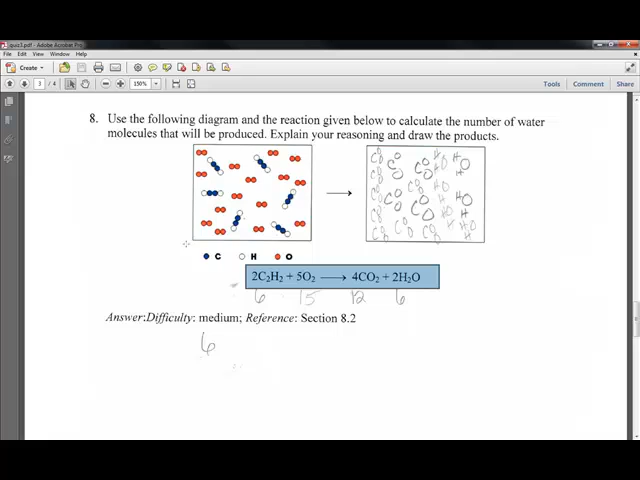 quiz3.pdf - Adobe Acrobat Pro
File Edit View Window Help
Create
3 / 4
150%
Tools Comment Share
8. Use the following diagram and the reaction given below to calculate the number of water
molecules that will be produced. Explain your reasoning and draw the products.
C H O
2C₂H₂ + 5O₂ ⟶ 4CO₂ + 2H₂O
6 15 12 6
Answer:Difficulty: medium; Reference: Section 8.2
6